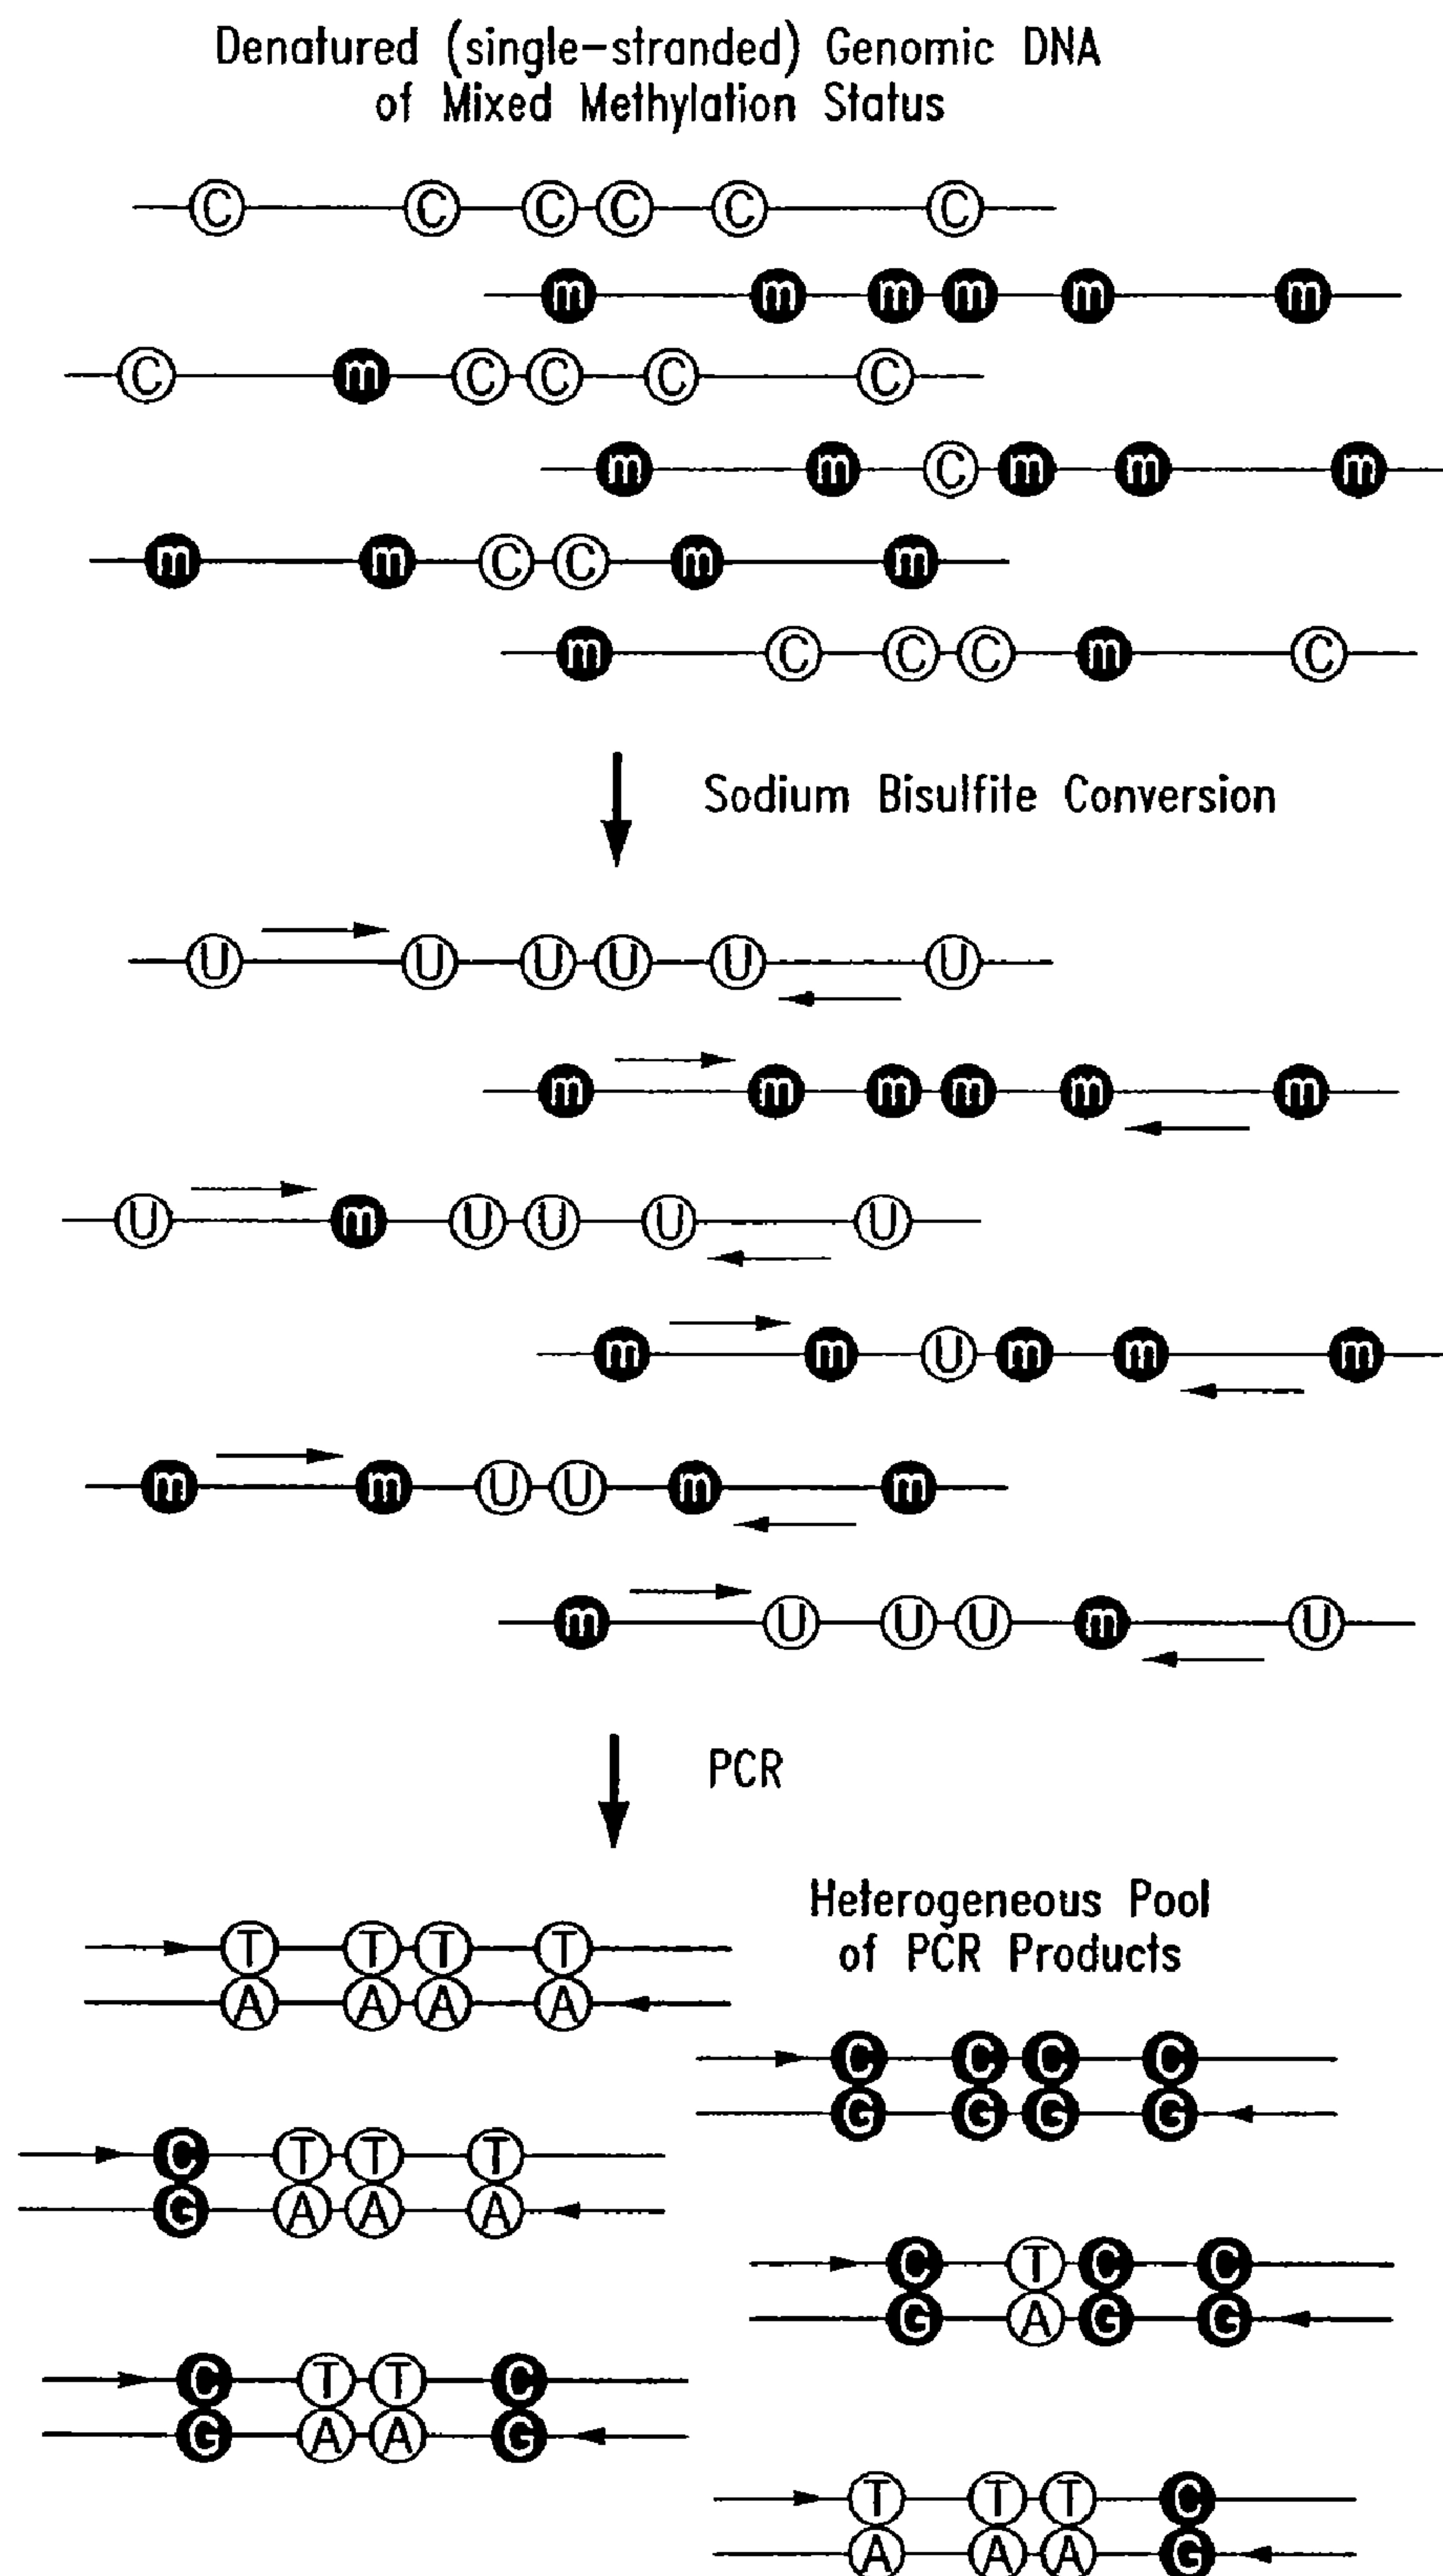 Denatured (single-stranded) Genomic DNA
of Mixed Methylation Status
C C C C C C
m m m m m m
C m C C C C
m m C m m m
m m C C m m
m C C C m C
Sodium Bisulfite Conversion
U U U U U U
m m m m m m
U m U U U U
m m U m m m
m m U U m m
m U U U m U
PCR
Heterogeneous Pool
of PCR Products
T T T T
A A A A
C C C C
G G G G
C T T T
G A A A
C T C C
G A G G
C T T C
G A A G
T T T C
A A A G